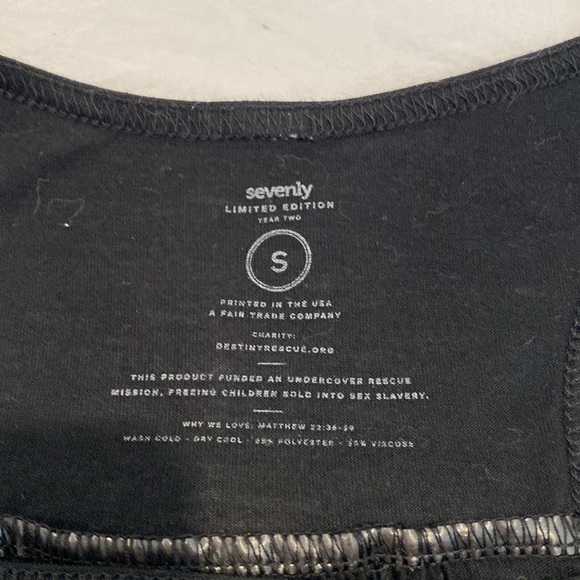 sevenly
LIMITED EDITION
YEAR TWO
S
PRINTED IN THE USA
A FAIR TRADE COMPANY
CHARITY:
DESTINYRESCUE.ORG
THIS PRODUCT FUNDED AN UNDERCOVER RESCUE
MISSION, FREEING CHILDREN SOLD INTO SEX SLAVERY.
WHY WE LOVE: MATTHEW 22:36-39
WASH COLD - DRY COOL - 65% POLYESTER - 35% VISCOSE